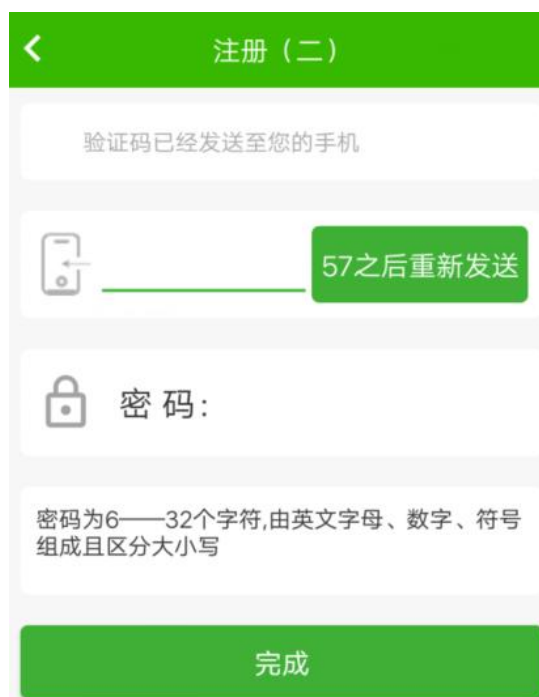 注册（二）
验证码已经发送至您的手机
57之后重新发送
密 码:
密码为6——32个字符,由英文字母、数字、符号
组成且区分大小写
完成